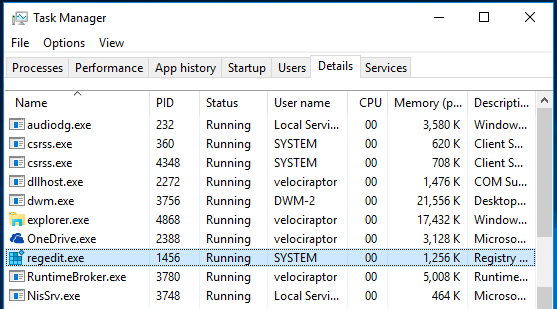 Task Manager
File Options View
Processes Performance App history Startup Users Details Services
Name PID Status User name CPU Memory (p... Descripti...
audiodg.exe 232 Running Local Servi... 00 3,580 K Window...
csrss.exe 360 Running SYSTEM 00 620 K Client S...
csrss.exe 4348 Running SYSTEM 00 708 K Client S...
dllhost.exe 2272 Running velociraptor 00 1,476 K COM Su...
dwm.exe 3756 Running DWM-2 00 21,556 K Desktop...
explorer.exe 4868 Running velociraptor 00 17,432 K Window...
OneDrive.exe 2388 Running velociraptor 00 3,128 K Microso...
regedit.exe 1456 Running SYSTEM 00 1,256 K Registry ...
RuntimeBroker.exe 3780 Running velociraptor 00 5,008 K Runtime...
NisSrv.exe 3748 Running Local Servi... 00 464 K Microso...